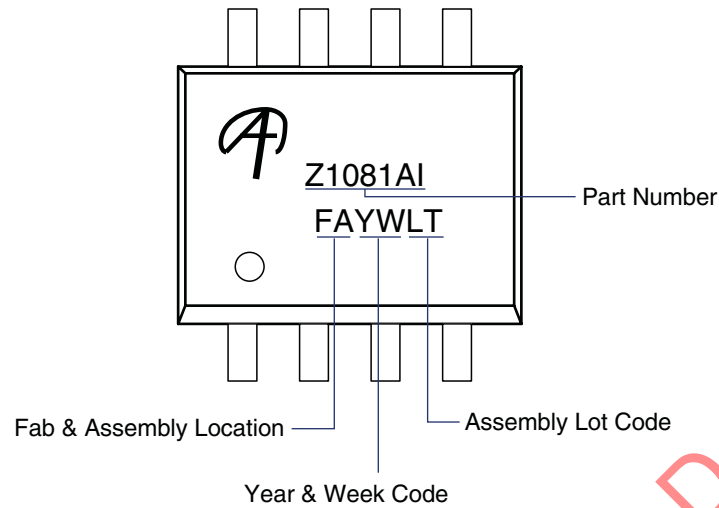 Z1081AI
Part Number
FAYWLT
Fab & Assembly Location
Assembly Lot Code
Year & Week Code